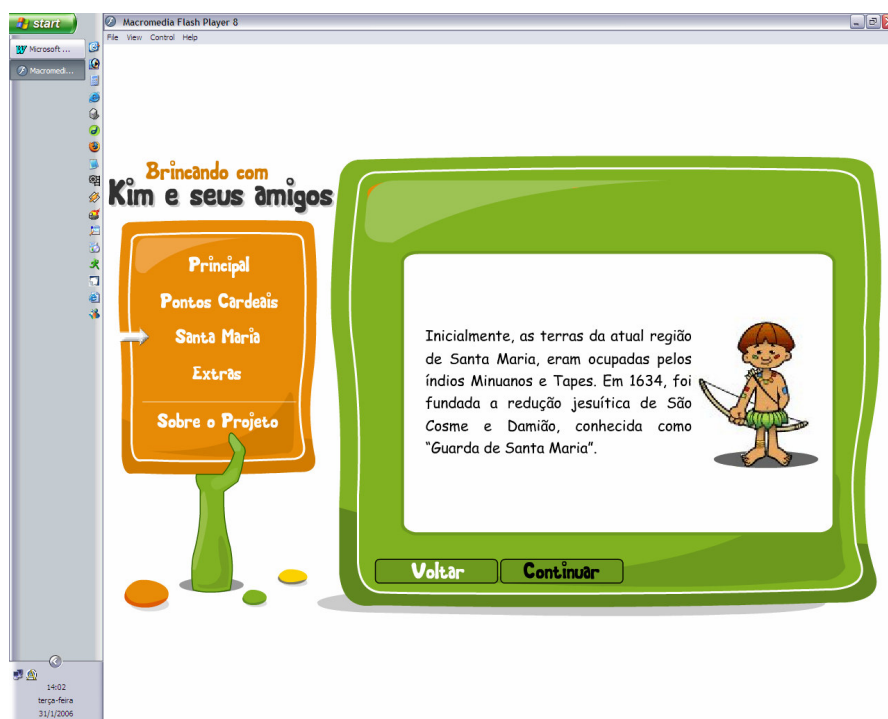 start
Microsoft ...
Macromedi...
Macromedia Flash Player 8
File View Control Help
Brincando com
Kim e seus amigos
Principal
Pontos Cardeais
Santa Maria
Extras
Sobre o Projeto
Inicialmente, as terras da atual região
de Santa Maria, eram ocupadas pelos
índios Minuanos e Tapes. Em 1634, foi
fundada a redução jesuítica de São
Cosme e Damião, conhecida como
“Guarda de Santa Maria”.
Voltar Continuar
14:02
terça-feira
31/1/2006